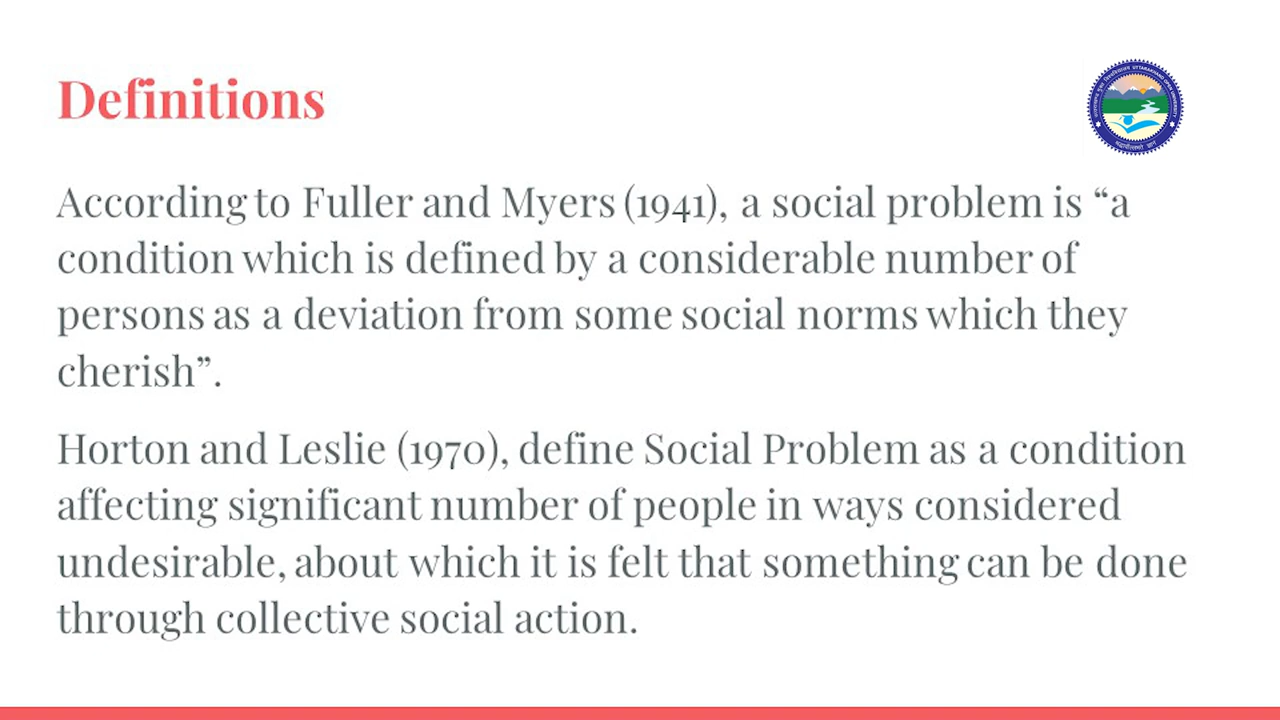 Definitions
UTTARAKHAND OPEN UNIVERSITY
According to Fuller and Myers (1941), a social problem is “a
condition which is defined by a considerable number of
persons as a deviation from some social norms which they
cherish”.
Horton and Leslie (1970), define Social Problem as a condition
affecting significant number of people in ways considered
undesirable, about which it is felt that something can be done
through collective social action.